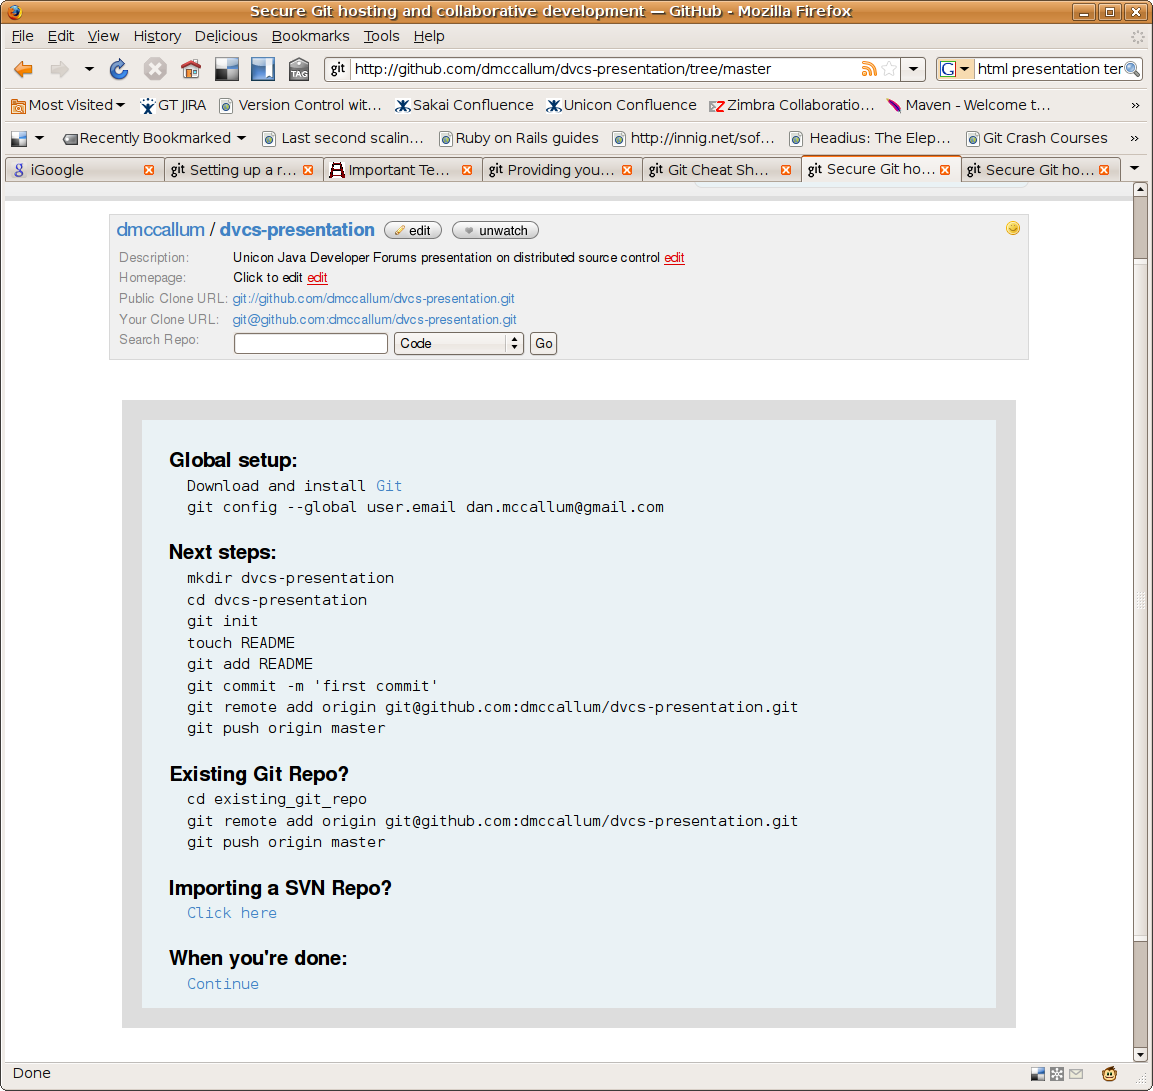 Secure Git hosting and collaborative development — GitHub - Mozilla Firefox
File Edit View History Delicious Bookmarks Tools Help
TAG git http://github.com/dmccallum/dvcs-presentation/tree/master G html presentation ter
Most Visited GT JIRA Version Control wit... Sakai Confluence Unicon Confluence Zimbra Collaboratio... Maven - Welcome t... »
Recently Bookmarked Last second scalin... Ruby on Rails guides http://innig.net/sof... Headius: The Elep... Git Crash Courses »
iGoogle git Setting up a r... Important Te... git Providing you... git Git Cheat Sh... git Secure Git ho... git Secure Git ho...
dmccallum / dvcs-presentation edit unwatch
Description: Unicon Java Developer Forums presentation on distributed source control edit
Homepage: Click to edit edit
Public Clone URL: git://github.com/dmccallum/dvcs-presentation.git
Your Clone URL: git@github.com:dmccallum/dvcs-presentation.git
Search Repo: Code Go
Global setup:
Download and install Git
git config --global user.email dan.mccallum@gmail.com
Next steps:
mkdir dvcs-presentation
cd dvcs-presentation
git init
touch README
git add README
git commit -m 'first commit'
git remote add origin git@github.com:dmccallum/dvcs-presentation.git
git push origin master
Existing Git Repo?
cd existing_git_repo
git remote add origin git@github.com:dmccallum/dvcs-presentation.git
git push origin master
Importing a SVN Repo?
Click here
When you're done:
Continue
Done